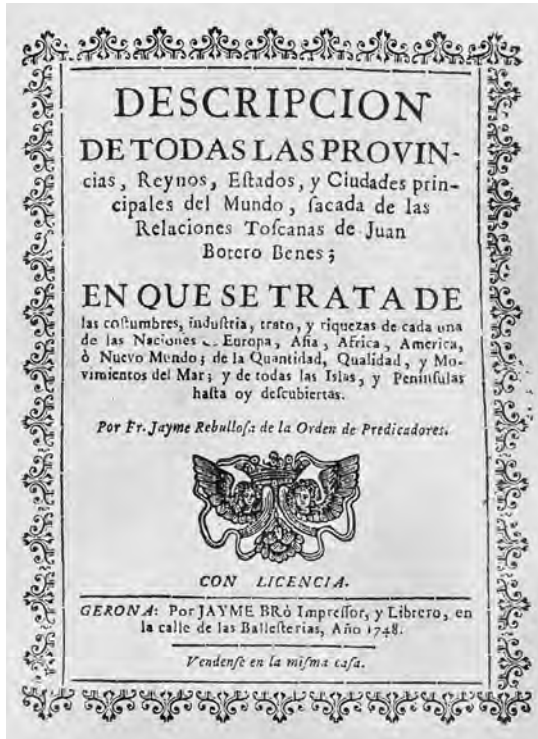 DESCRIPCION
DE TODAS LAS PROVIN-
cias, Reynos, Eſtados, y Ciudades prin-
cipales del Mundo, ſacada de las
Relaciones Toſcanas de Juan
Botero Benes;
EN QUE SE TRATA DE
las coſtumbres, induſtria, trato, y riquezas de cada una
de las Naciones Europa, Aſia, Africa, America,
ò Nuevo Mundo; de la Quantidad, Qualidad, y Mo-
vimientos del Mar; y de todas las Islas, y Peninſulas
haſta oy deſcubiertas.
Por Fr. Jayme Rebulloſa de la Orden de Predicadores.
CON LICENCIA.
GERONA: Por JAYME BRò Impreſſor, y Librero, en
la calle de las Balleſterias, Año 1748.
Vendenſe en la miſma caſa.